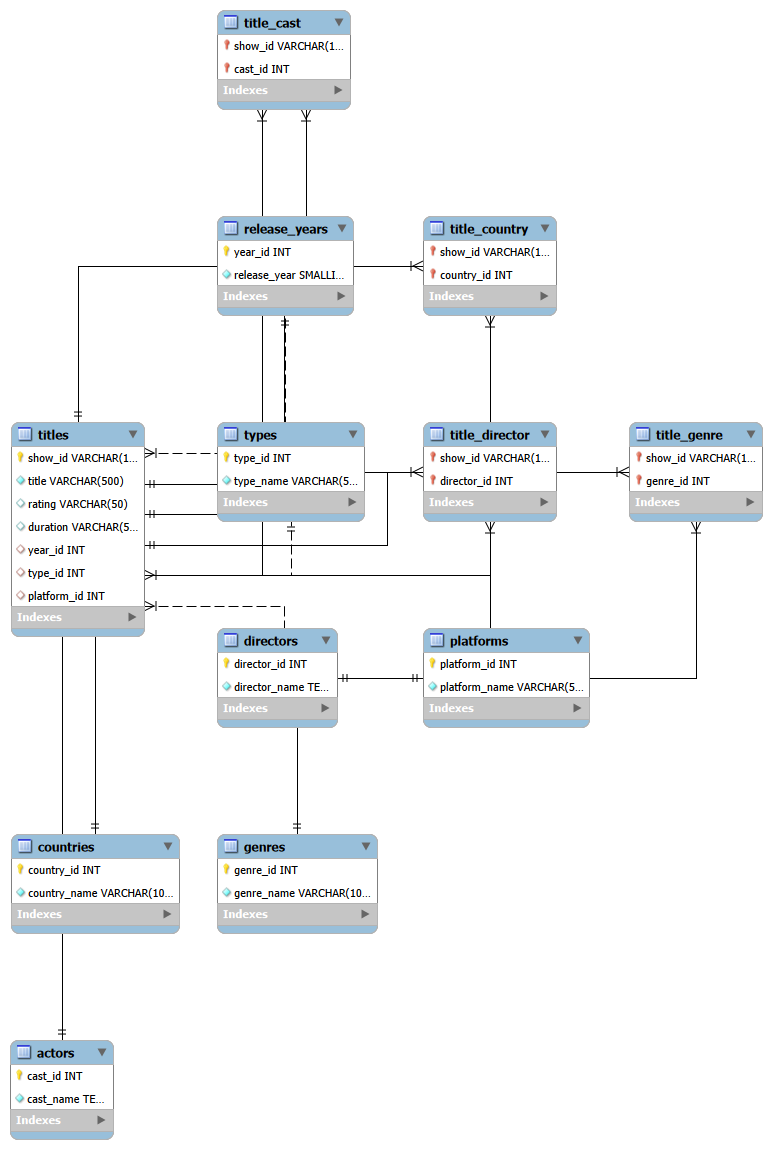 title_cast
show_id VARCHAR(1...
cast_id INT
Indexes
release_years
year_id INT
release_year SMALLI...
Indexes
title_country
show_id VARCHAR(1...
country_id INT
Indexes
titles
show_id VARCHAR(1...
title VARCHAR(500)
rating VARCHAR(50)
duration VARCHAR(5...
year_id INT
type_id INT
platform_id INT
Indexes
types
type_id INT
type_name VARCHAR(5...
Indexes
title_director
show_id VARCHAR(1...
director_id INT
Indexes
title_genre
show_id VARCHAR(1...
genre_id INT
Indexes
directors
director_id INT
director_name TE...
Indexes
platforms
platform_id INT
platform_name VARCHAR(5...
Indexes
countries
country_id INT
country_name VARCHAR(10...
Indexes
genres
genre_id INT
genre_name VARCHAR(10...
Indexes
actors
cast_id INT
cast_name TE...
Indexes